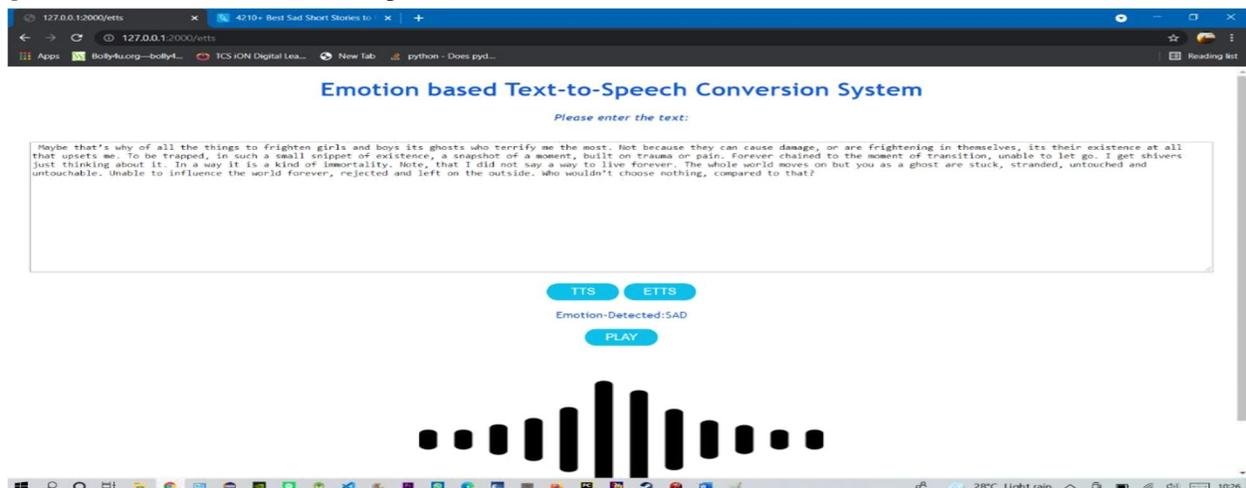 127.0.0.1:2000/etts
4210+ Best Sad Short Stories to
127.0.0.1:2000/etts
Apps
Bolly4u.org—bolly4...
TCS iON Digital Lea...
New Tab
python - Does pyd...
Reading list
Emotion based Text-to-Speech Conversion System
Please enter the text:
Maybe that's why of all the things to frighten girls and boys its ghosts who terrify me the most. Not because they can cause damage, or are frightening in themselves, its their existence at all
that upsets me. To be trapped, in such a small snippet of existence, a snapshot of a moment, built on trauma or pain. Forever chained to the moment of transition, unable to let go. I get shivers
just thinking about it. In a way it is a kind of immortality. Note, that I did not say a way to live forever. The whole world moves on but you as a ghost are stuck, stranded, untouched and
untouchable. Unable to influence the world forever, rejected and left on the outside. Who wouldn't choose nothing, compared to that?
TTS
ETTS
Emotion-Detected:SAD
PLAY
28°C Light rain
10:26